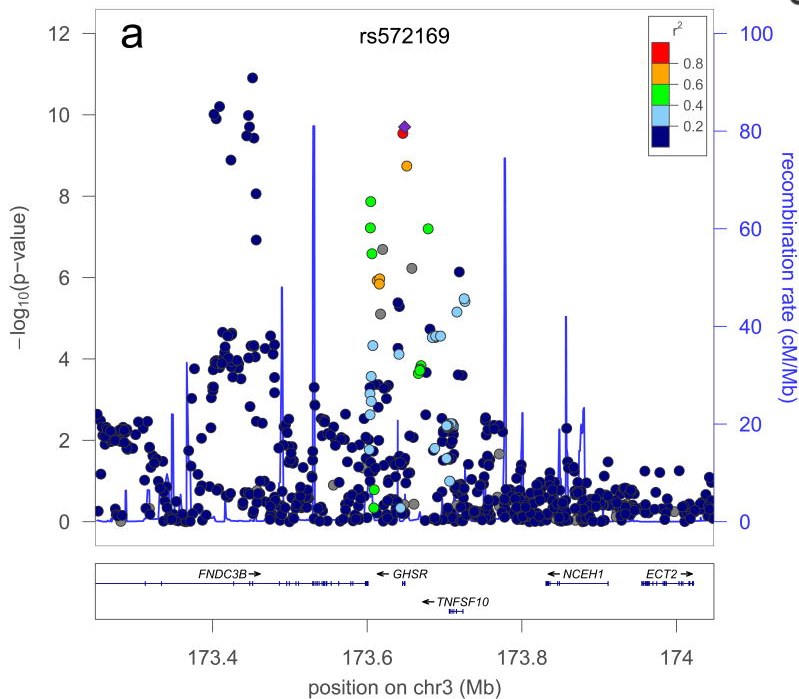 a
rs572169
12
10
8
6
4
2
0
−log10(p−value)
r2
0.8
0.6
0.4
0.2
100
80
60
40
20
0
recombination rate (cM/Mb)
FNDC3B→
←GHSR
←NCEH1
ECT2→
←TNFSF10
173.4
173.6
173.8
174
position on chr3 (Mb)